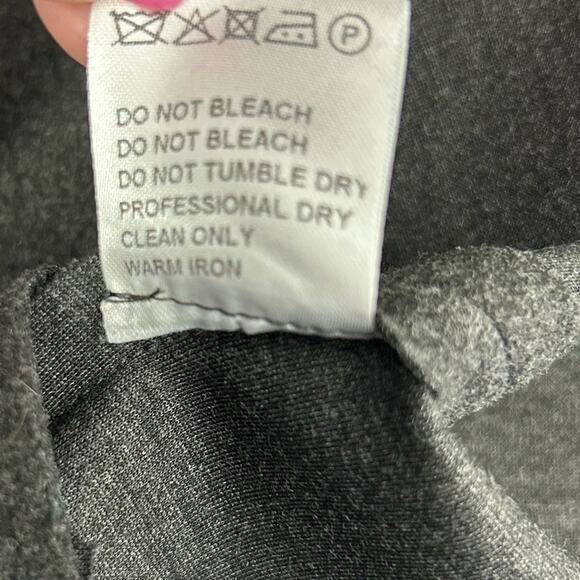 P
DO NOT BLEACH
DO NOT BLEACH
DO NOT TUMBLE DRY
PROFESSIONAL DRY
CLEAN ONLY
WARM IRON